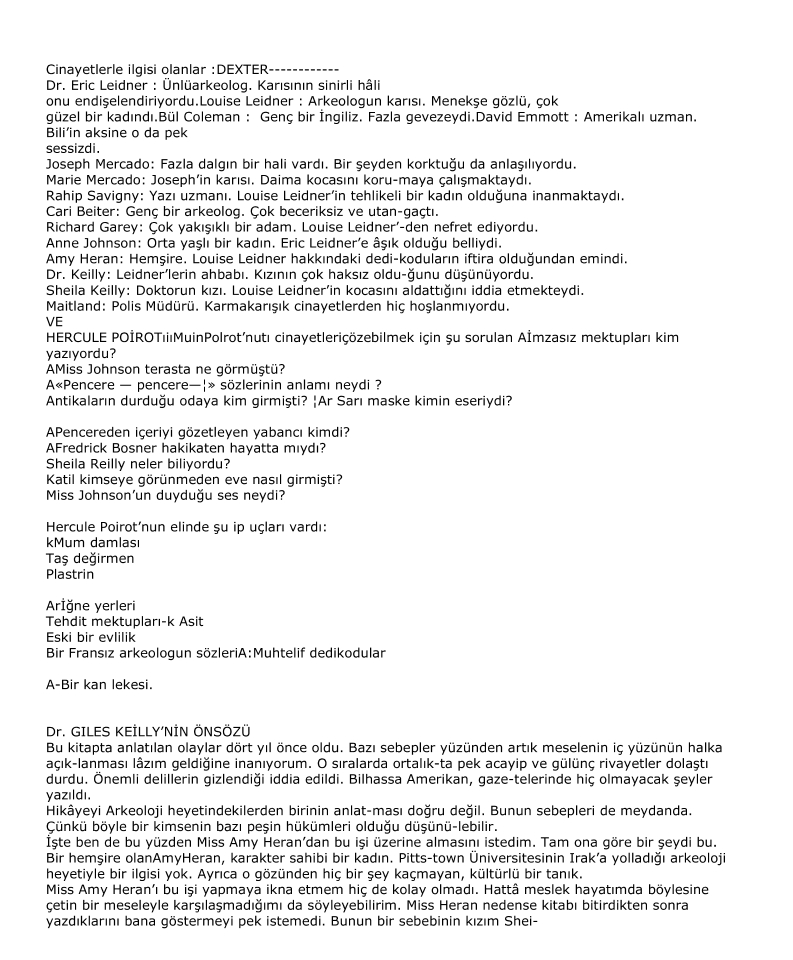 Cinayetlerle ilgisi olanlar :DEXTER------------
Dr. Eric Leidner : Ünlüarkeolog. Karısının sinirli hâli
onu endişelendiriyordu.Louise Leidner : Arkeologun karısı. Menekşe gözlü, çok
güzel bir kadındı.Bül Coleman :  Genç bir İngiliz. Fazla gevezeydi.David Emmott : Amerikalı uzman.
Bili’in aksine o da pek
sessizdi.
Joseph Mercado: Fazla dalgın bir hali vardı. Bir şeyden korktuğu da anlaşılıyordu.
Marie Mercado: Joseph’in karısı. Daima kocasını koru-maya çalışmaktaydı.
Rahip Savigny: Yazı uzmanı. Louise Leidner’in tehlikeli bir kadın olduğuna inanmaktaydı.
Cari Beiter: Genç bir arkeolog. Çok beceriksiz ve utan-gaçtı.
Richard Garey: Çok yakışıklı bir adam. Louise Leidner’-den nefret ediyordu.
Anne Johnson: Orta yaşlı bir kadın. Eric Leidner’e âşık olduğu belliydi.
Amy Heran: Hemşire. Louise Leidner hakkındaki dedi-koduların iftira olduğundan emindi.
Dr. Keilly: Leidner’lerin ahbabı. Kızının çok haksız oldu-ğunu düşünüyordu.
Sheila Keilly: Doktorun kızı. Louise Leidner’in kocasını aldattığını iddia etmekteydi.
Maitland: Polis Müdürü. Karmakarışık cinayetlerden hiç hoşlanmıyordu.
VE
HERCULE POİROTıiıMuinPolrot’nutı cinayetleriçözebilmek için şu sorulan Aİmzasız mektupları kim
yazıyordu?
AMiss Johnson terasta ne görmüştü?
A«Pencere — pencere—¦» sözlerinin anlamı neydi ?
Antikaların durduğu odaya kim girmişti? ¦Ar Sarı maske kimin eseriydi?
APencereden içeriyi gözetleyen yabancı kimdi?
AFredrick Bosner hakikaten hayatta mıydı?
Sheila Reilly neler biliyordu?
Katil kimseye görünmeden eve nasıl girmişti?
Miss Johnson’un duyduğu ses neydi?
Hercule Poirot’nun elinde şu ip uçları vardı:
kMum damlası
Taş değirmen
Plastrin
Arİğne yerleri
Tehdit mektupları-k Asit
Eski bir evlilik
Bir Fransız arkeologun sözleriA:Muhtelif dedikodular
A-Bir kan lekesi.
Dr. GILES KEİLLY’NİN ÖNSÖZÜ
Bu kitapta anlatılan olaylar dört yıl önce oldu. Bazı sebepler yüzünden artık meselenin iç yüzünün halka
açık-lanması lâzım geldiğine inanıyorum. O sıralarda ortalık-ta pek acayip ve gülünç rivayetler dolaştı
durdu. Önemli delillerin gizlendiği iddia edildi. Bilhassa Amerikan, gaze-telerinde hiç olmayacak şeyler
yazıldı.
Hikâyeyi Arkeoloji heyetindekilerden birinin anlat-ması doğru değil. Bunun sebepleri de meydanda.
Çünkü böyle bir kimsenin bazı peşin hükümleri olduğu düşünü-lebilir.
İşte ben de bu yüzden Miss Amy Heran’dan bu işi üzerine almasını istedim. Tam ona göre bir şeydi bu.
Bir hemşire olanAmyHeran, karakter sahibi bir kadın. Pitts-town Üniversitesinin Irak’a yolladığı arkeoloji
heyetiyle bir ilgisi yok. Ayrıca o gözünden hiç bir şey kaçmayan, kültürlü bir tanık.
Miss Amy Heran’ı bu işi yapmaya ikna etmem hiç de kolay olmadı. Hattâ meslek hayatımda böylesine
çetin bir meseleyle karşılaşmadığımı da söyleyebilirim. Miss Heran nedense kitabı bitirdikten sonra
yazdıklarını bana göstermeyi pek istemedi. Bunun bir sebebinin kızım Shei-